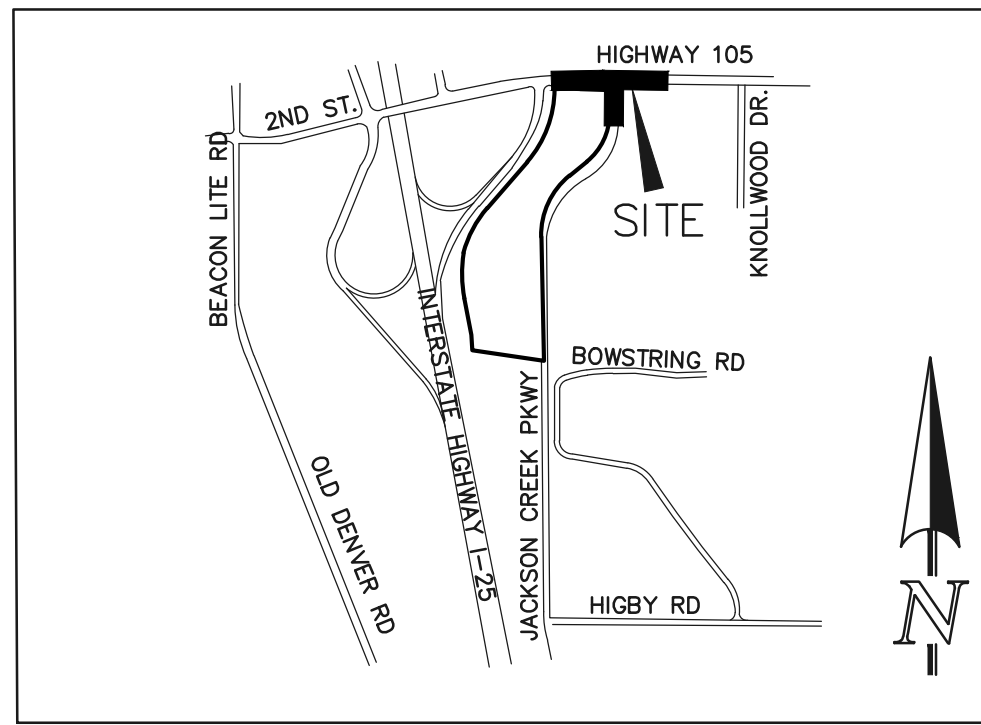 HIGHWAY 105
2ND ST.
BEACON LITE RD
KNOLLWOOD DR.
SITE
INTERSTATE HIGHWAY I-25
BOWSTRING RD
JACKSON CREEK PKWY
OLD DENVER RD
HIGBY RD
N